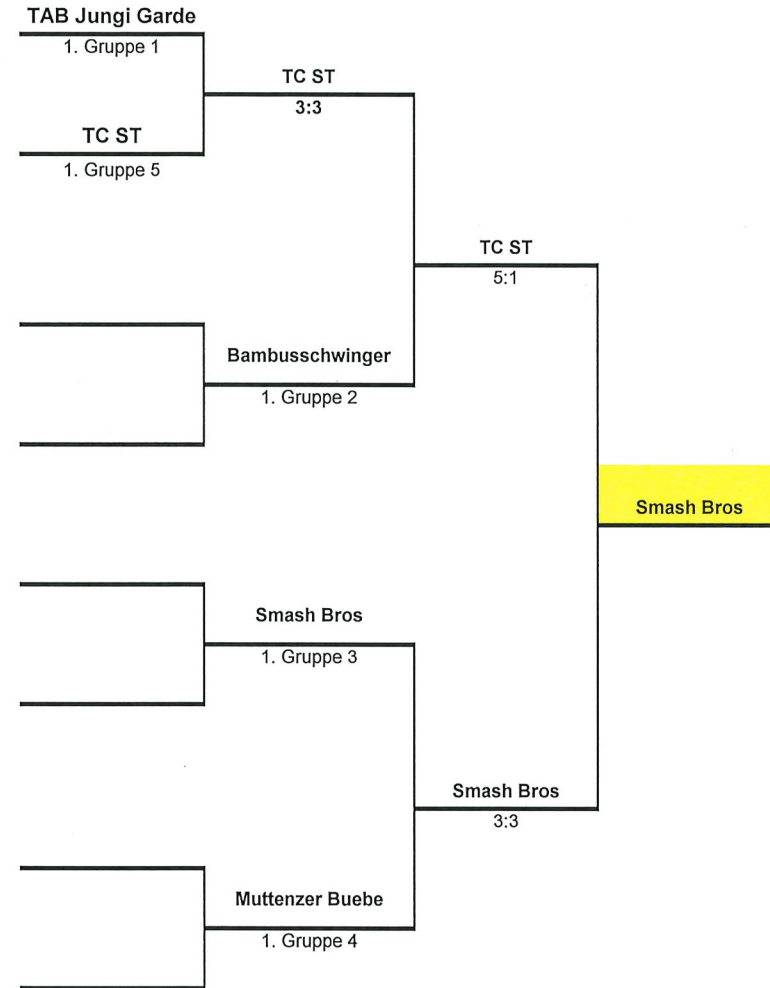 TAB Jungi Garde
1. Gruppe 1
TC ST
3:3
TC ST
1. Gruppe 5
TC ST
5:1
Bambusschwinger
1. Gruppe 2
Smash Bros
Smash Bros
1. Gruppe 3
Smash Bros
3:3
Muttenzer Buebe
1. Gruppe 4